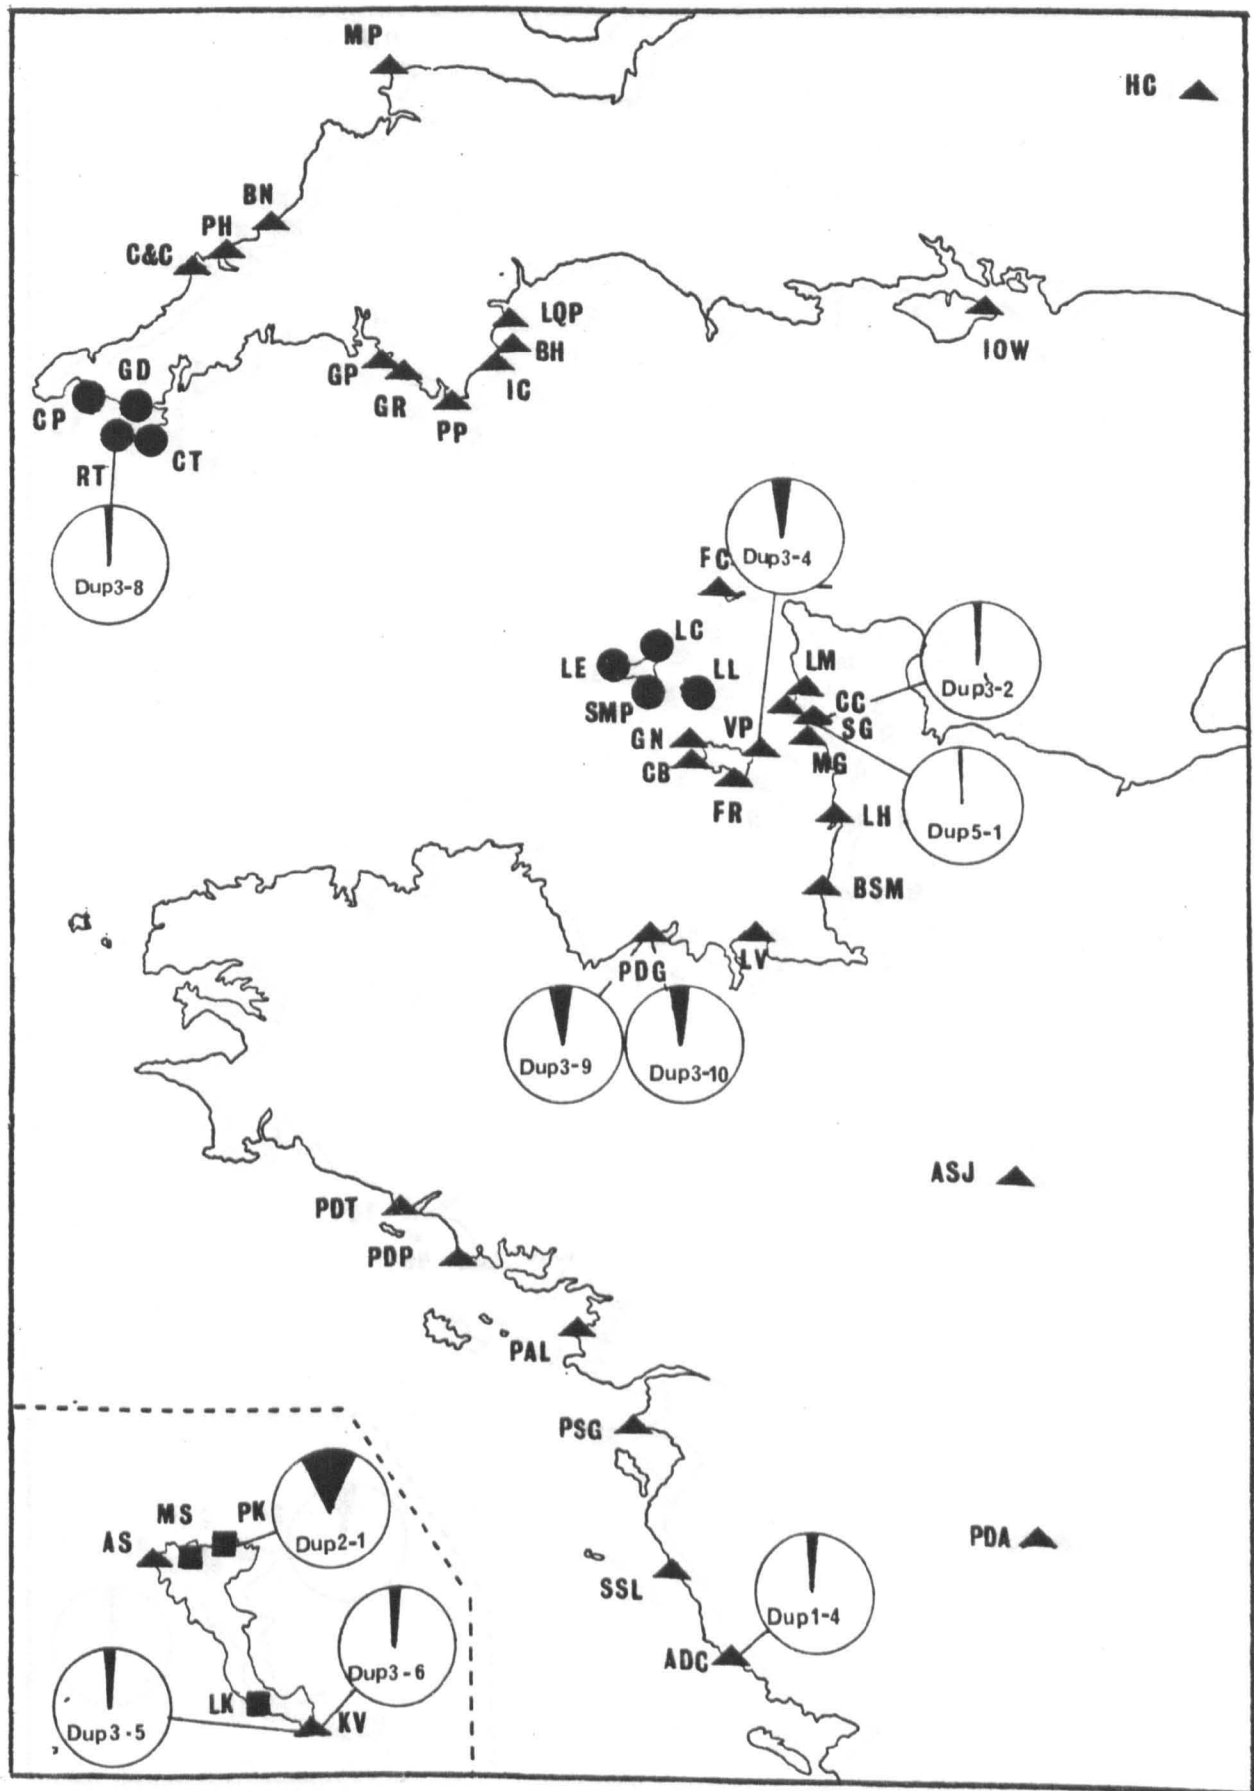 MP
HC
BN
PH
C&C
LQP
BH
IOW
GP
IC
GD
GR
CP
PP
CT
RT
Dup3-4
FC
Dup3-8
LC
LM
LE
LL
Dup3-2
CC
SMP
VP
SG
GN
MG
CB
FR
LH
Dup5-1
BSM
LV
PDG
Dup3-9
Dup3-10
ASJ
PDT
PDP
PAL
PSG
MS
PK
AS
Dup2-1
PDA
SSL
Dup1-4
ADC
Dup3-6
LK
KV
Dup3-5